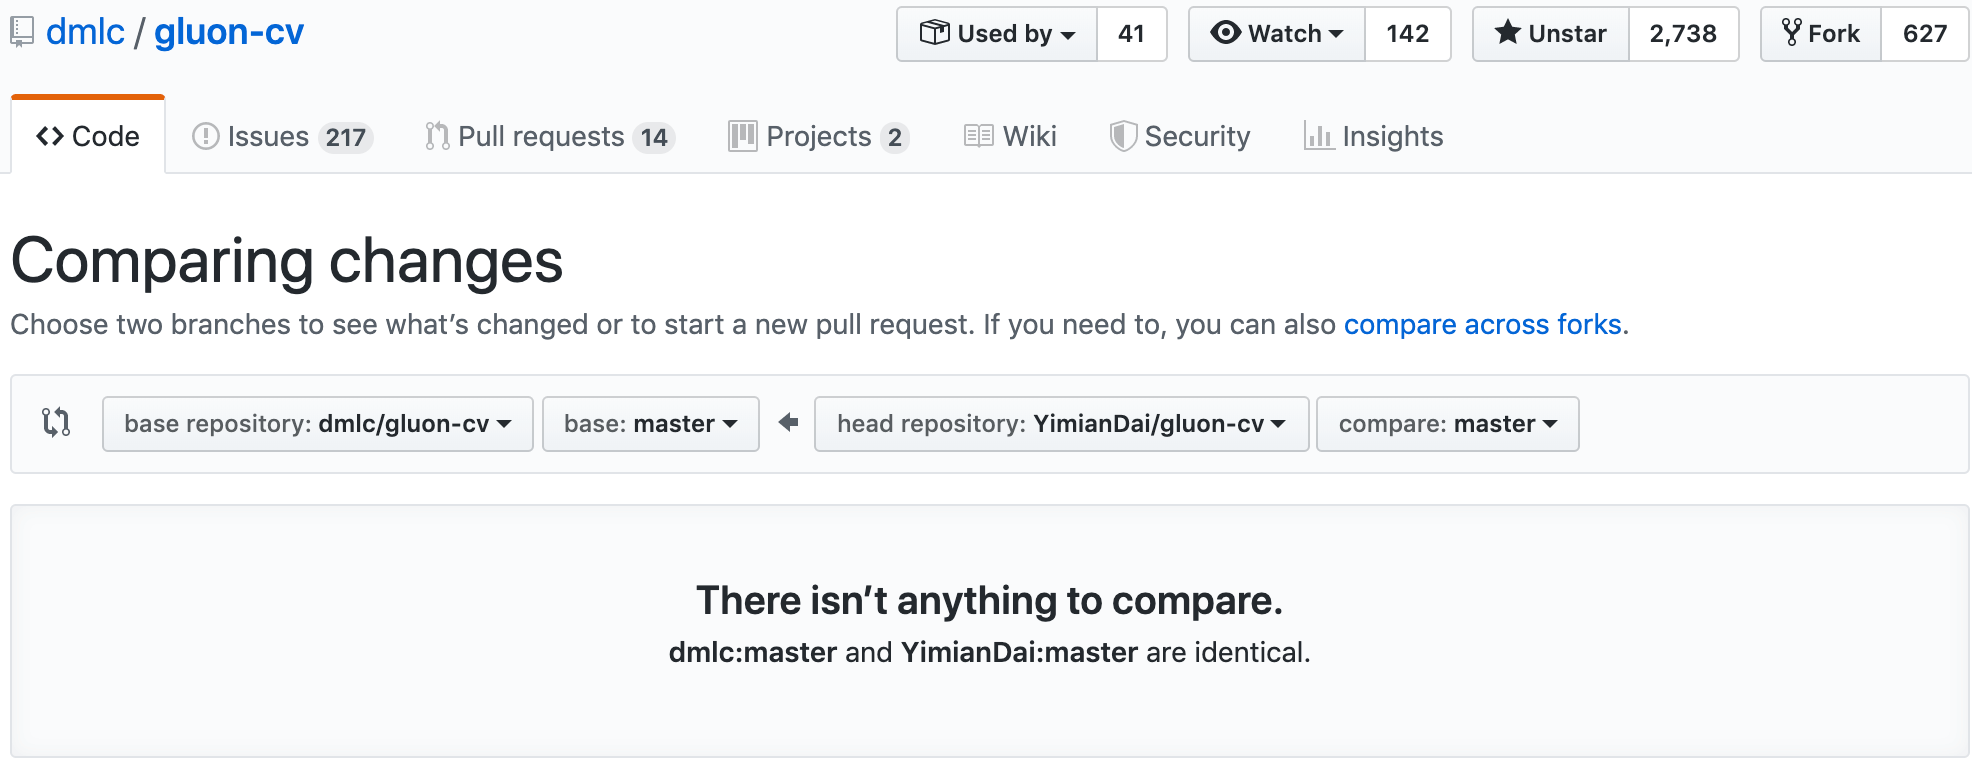 dmlc / gluon-cv
Used by 41
Watch 142
Unstar 2,738
Fork 627
Code
Issues 217
Pull requests 14
Projects 2
Wiki
Security
Insights
Comparing changes
Choose two branches to see what’s changed or to start a new pull request. If you need to, you can also compare across forks.
base repository: dmlc/gluon-cv
base: master
head repository: YimianDai/gluon-cv
compare: master
There isn’t anything to compare.
dmlc:master and YimianDai:master are identical.